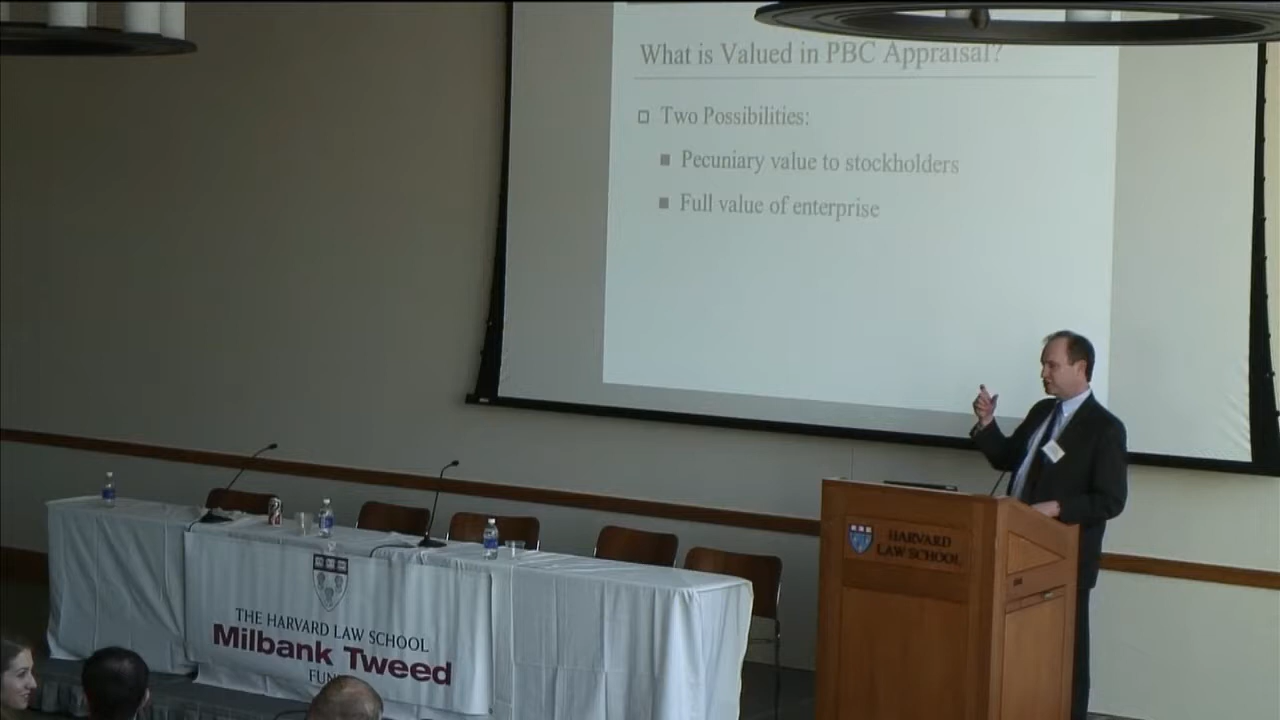 What is Valued in PBC Appraisal?
Two Possibilities:
Pecuniary value to stockholders
Full value of enterprise
HARVARD
LAW SCHOOL
THE HARVARD LAW SCHOOL
Milbank Tweed